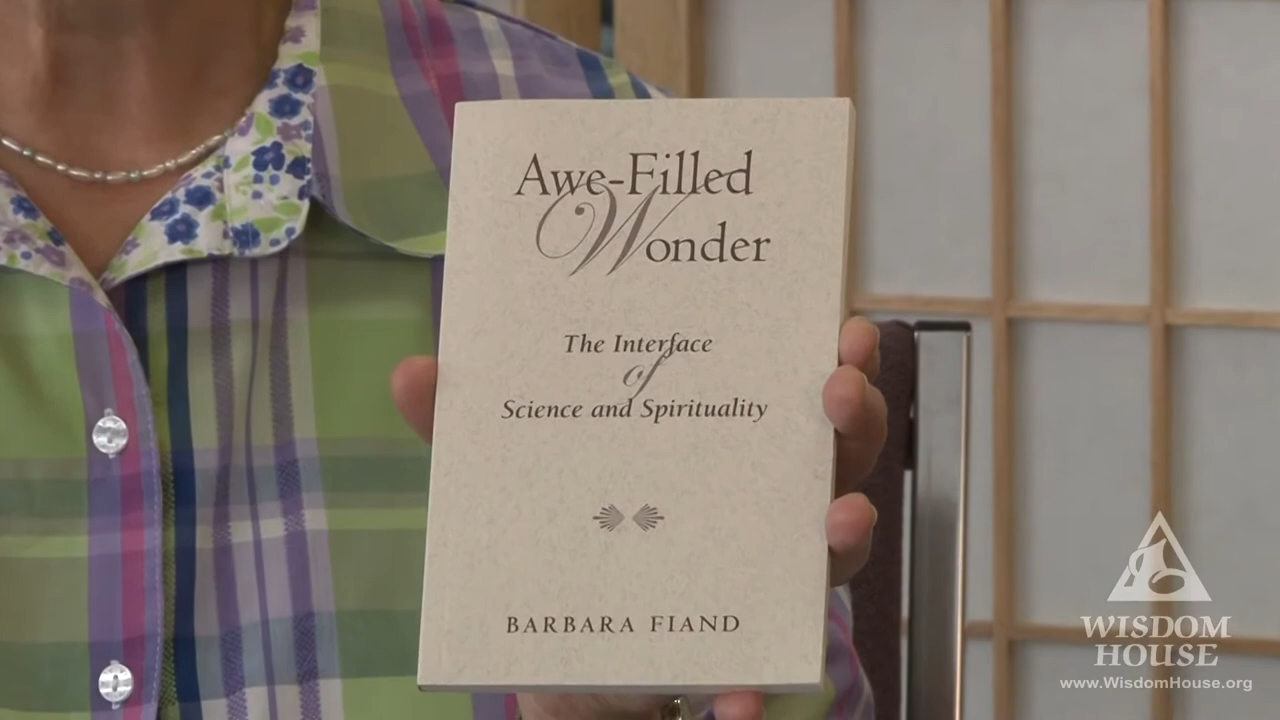 Awe-Filled
Wonder
The Interface
of
Science and Spirituality
BARBARA FIAND
WISDOM
HOUSE
www.WisdomHouse.org